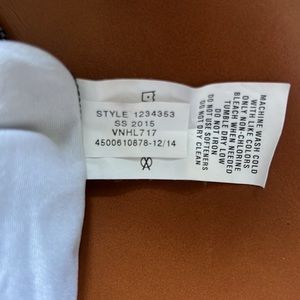 STYLE 1234353
SS 2015
VNHL717
4500610878-12/14
MACHINE WASH COLD
WITH LIKE COLORS
ONLY NON-CHLORINE
BLEACH WHEN NEEDED
TUMBLE DRY LOW
DO NOT IRON
DO NOT USE SOFTENERS
DO NOT DRY CLEAN